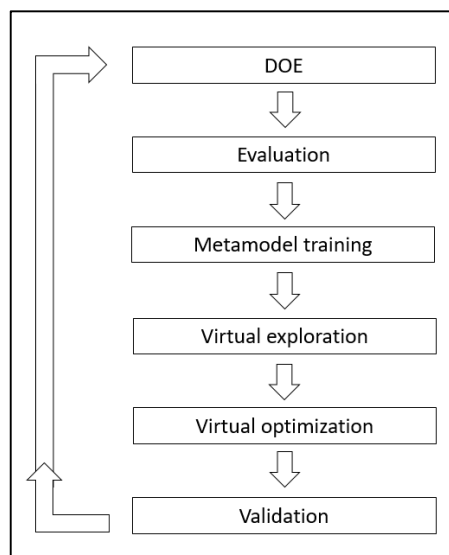 DOE
Evaluation
Metamodel training
Virtual exploration
Virtual optimization
Validation